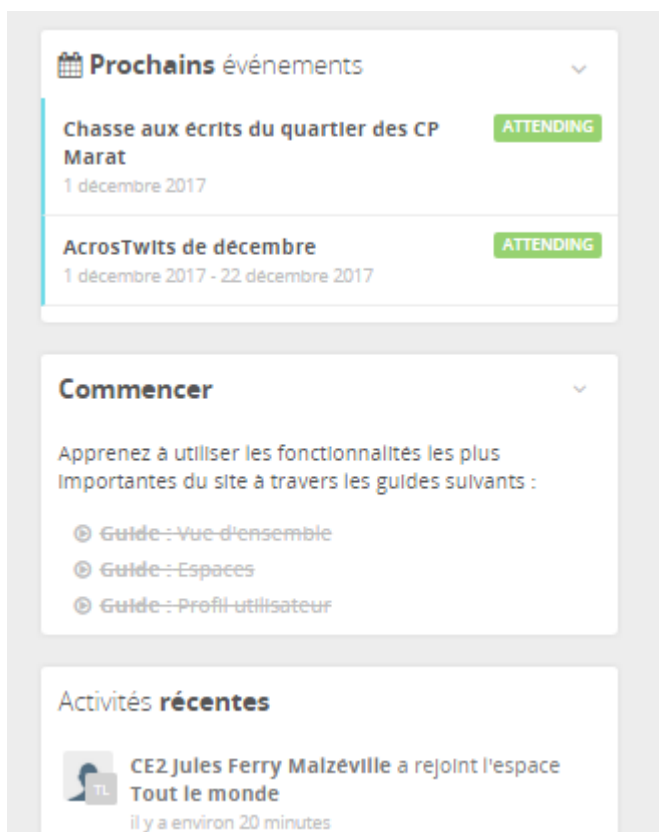 Prochains événements
Chasse aux écrits du quartier des CP
ATTENDING
Marat
1 décembre 2017
AcrosTwits de décembre
ATTENDING
1 décembre 2017 - 22 décembre 2017
Commencer
Apprenez à utiliser les fonctionnalités les plus
importantes du site à travers les guides suivants :
Guide : Vue d'ensemble
Guide : Espaces
Guide : Profil utilisateur
Activités récentes
CE2 Jules Ferry Malzéville a rejoint l'espace
TL
Tout le monde
il y a environ 20 minutes